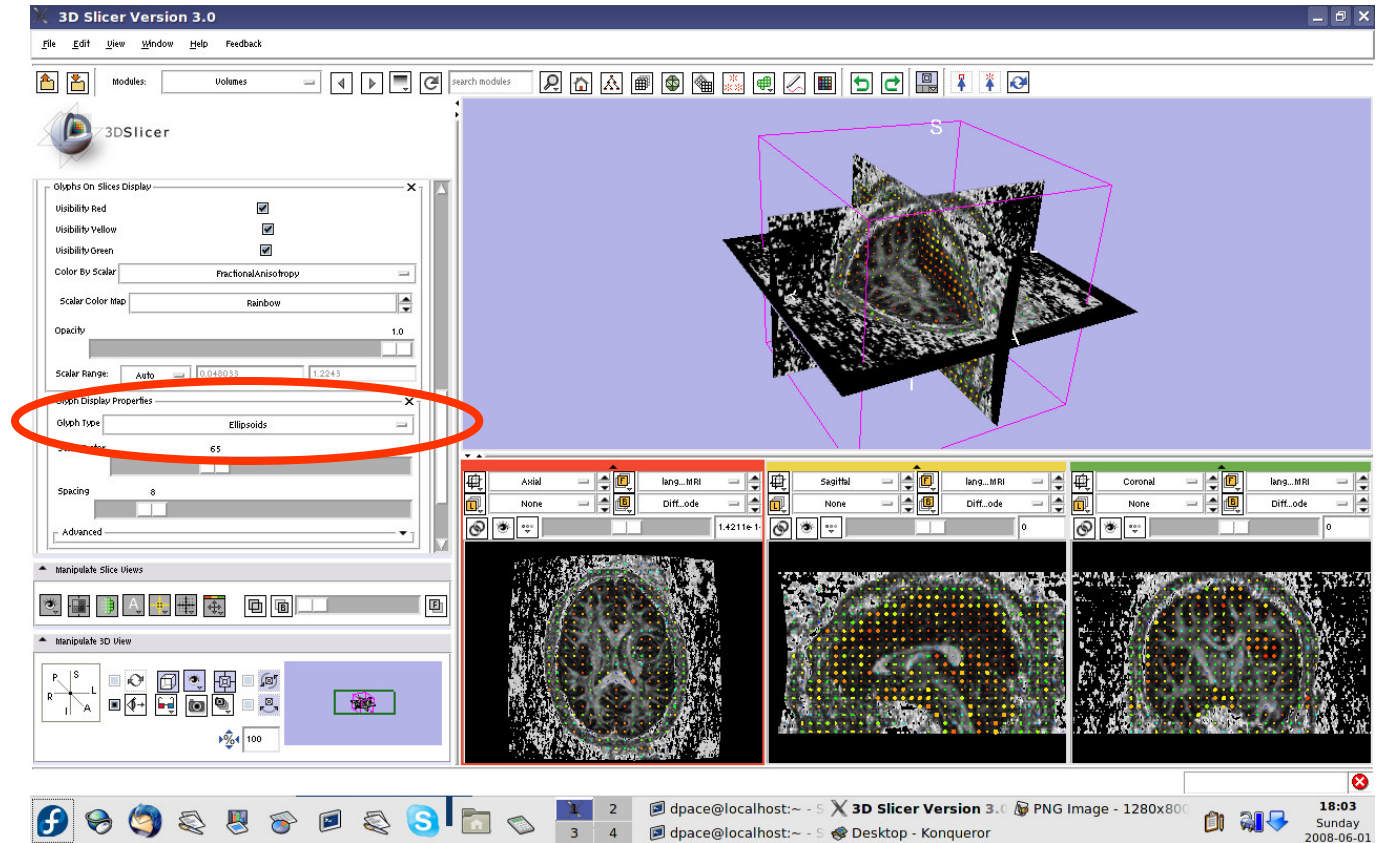 3D Slicer Version 3.0
File Edit View Window Help Feedback
Modules: Volumes search modules
3DSlicer
Glyphs On Slices Display
Visibility Red
Visibility Yellow
Visibility Green
Color By Scalar FractionalAnisotropy
Scalar Color Map Rainbow
Opacity 1.0
Scalar Range: Auto 0.048033 1.2243
Glyph Display Properties
Glyph Type Ellipsoids
65
Spacing 8
Advanced
Manipulate Slice Views
Manipulate 3D View
P S
R L
I A
100
S
A
I
Axial lang...MRI
None Diff...ode
1.4211e-1
Sagittal lang...MRI
None Diff...ode
0
Coronal lang...MRI
None Diff...ode
0
1 2
3 4
dpace@localhost:~ - S
3D Slicer Version 3.0
PNG Image - 1280x800
dpace@localhost:~ - S
Desktop - Konqueror
18:03
Sunday
2008-06-01